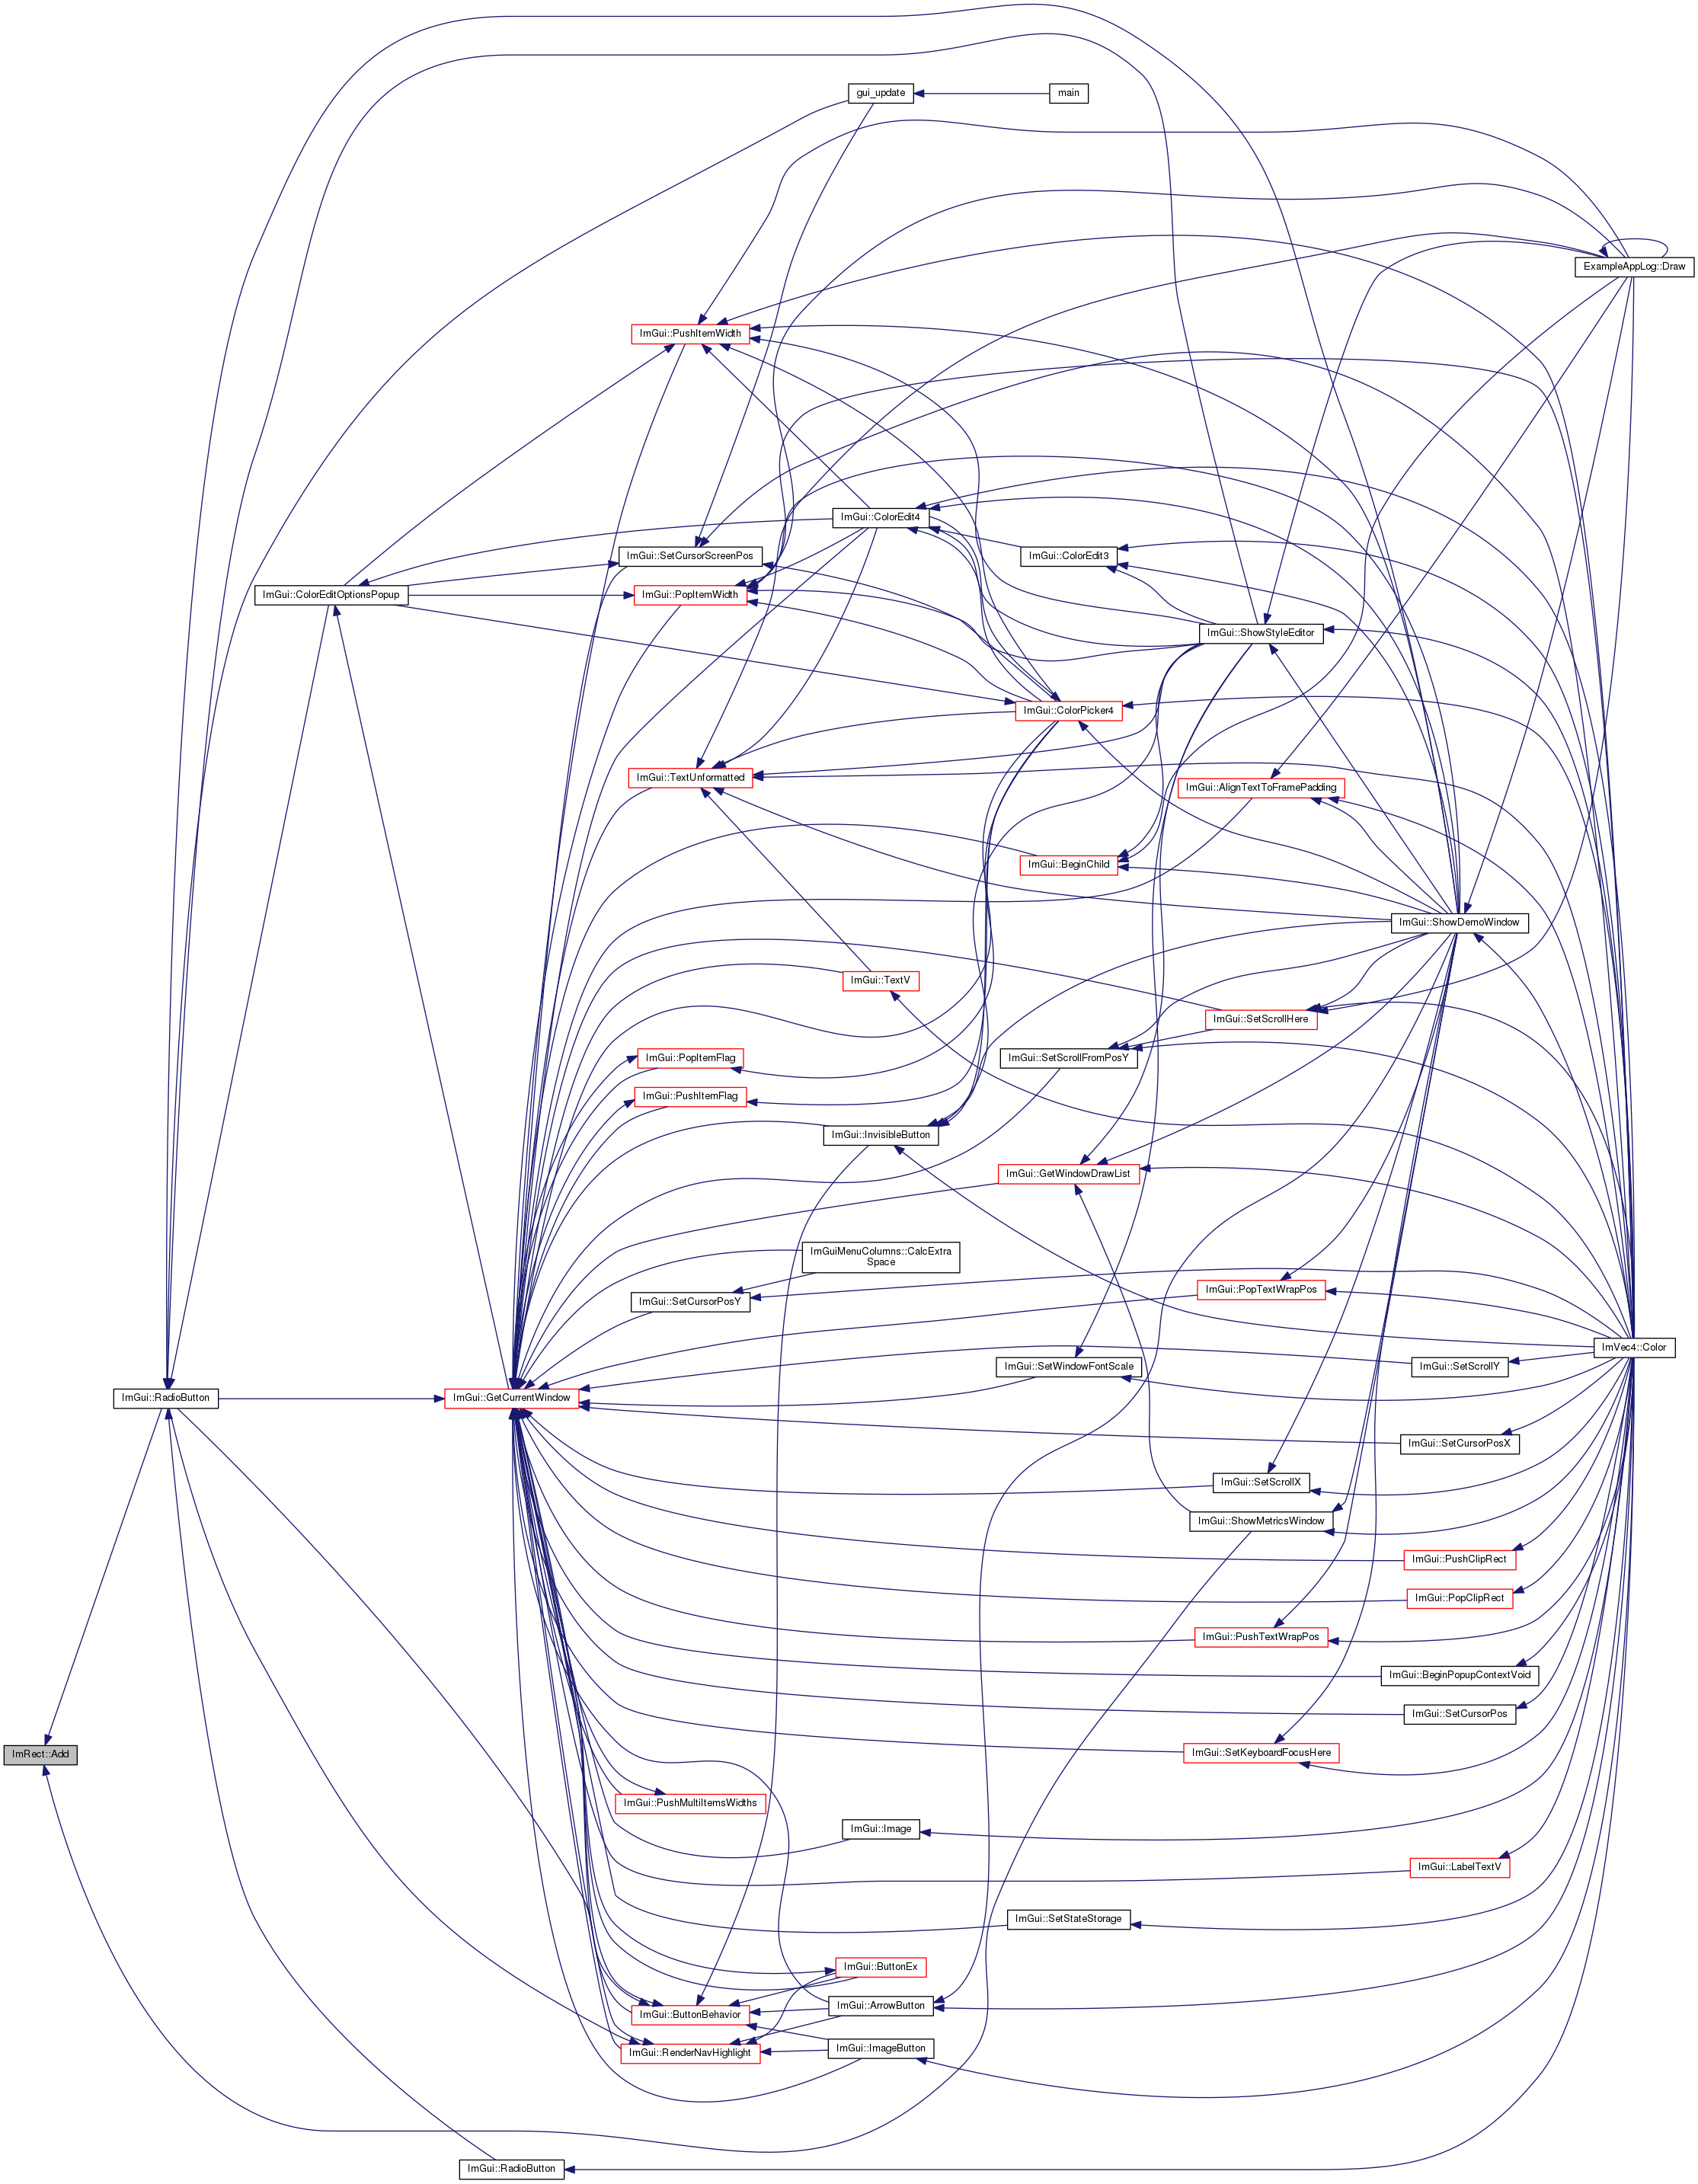 gui_update
main
ExampleAppLog::Draw
ImGui::PushItemWidth
ImGui::ColorEdit4
ImGui::SetCursorScreenPos
ImGui::ColorEdit3
ImGui::ColorEditOptionsPopup
ImGui::PopItemWidth
ImGui::ShowStyleEditor
ImGui::ColorPicker4
ImGui::TextUnformatted
ImGui::AlignTextToFramePadding
ImGui::BeginChild
ImGui::ShowDemoWindow
ImGui::TextV
ImGui::SetScrollHere
ImGui::PopItemFlag
ImGui::SetScrollFromPosY
ImGui::PushItemFlag
ImGui::InvisibleButton
ImGui::GetWindowDrawList
ImGuiMenuColumns::CalcExtra
Space
ImGui::PopTextWrapPos
ImGui::SetCursorPosY
ImVec4::Color
ImGui::SetWindowFontScale
ImGui::SetScrollY
ImGui::RadioButton
ImGui::GetCurrentWindow
ImGui::SetCursorPosX
ImGui::SetScrollX
ImGui::ShowMetricsWindow
ImGui::PushClipRect
ImGui::PopClipRect
ImGui::PushTextWrapPos
ImGui::BeginPopupContextVoid
ImGui::SetCursorPos
ImRect::Add
ImGui::SetKeyboardFocusHere
ImGui::PushMultiItemsWidths
ImGui::Image
ImGui::LabelTextV
ImGui::SetStateStorage
ImGui::ButtonEx
ImGui::ArrowButton
ImGui::ButtonBehavior
ImGui::ImageButton
ImGui::RenderNavHighlight
ImGui::RadioButton